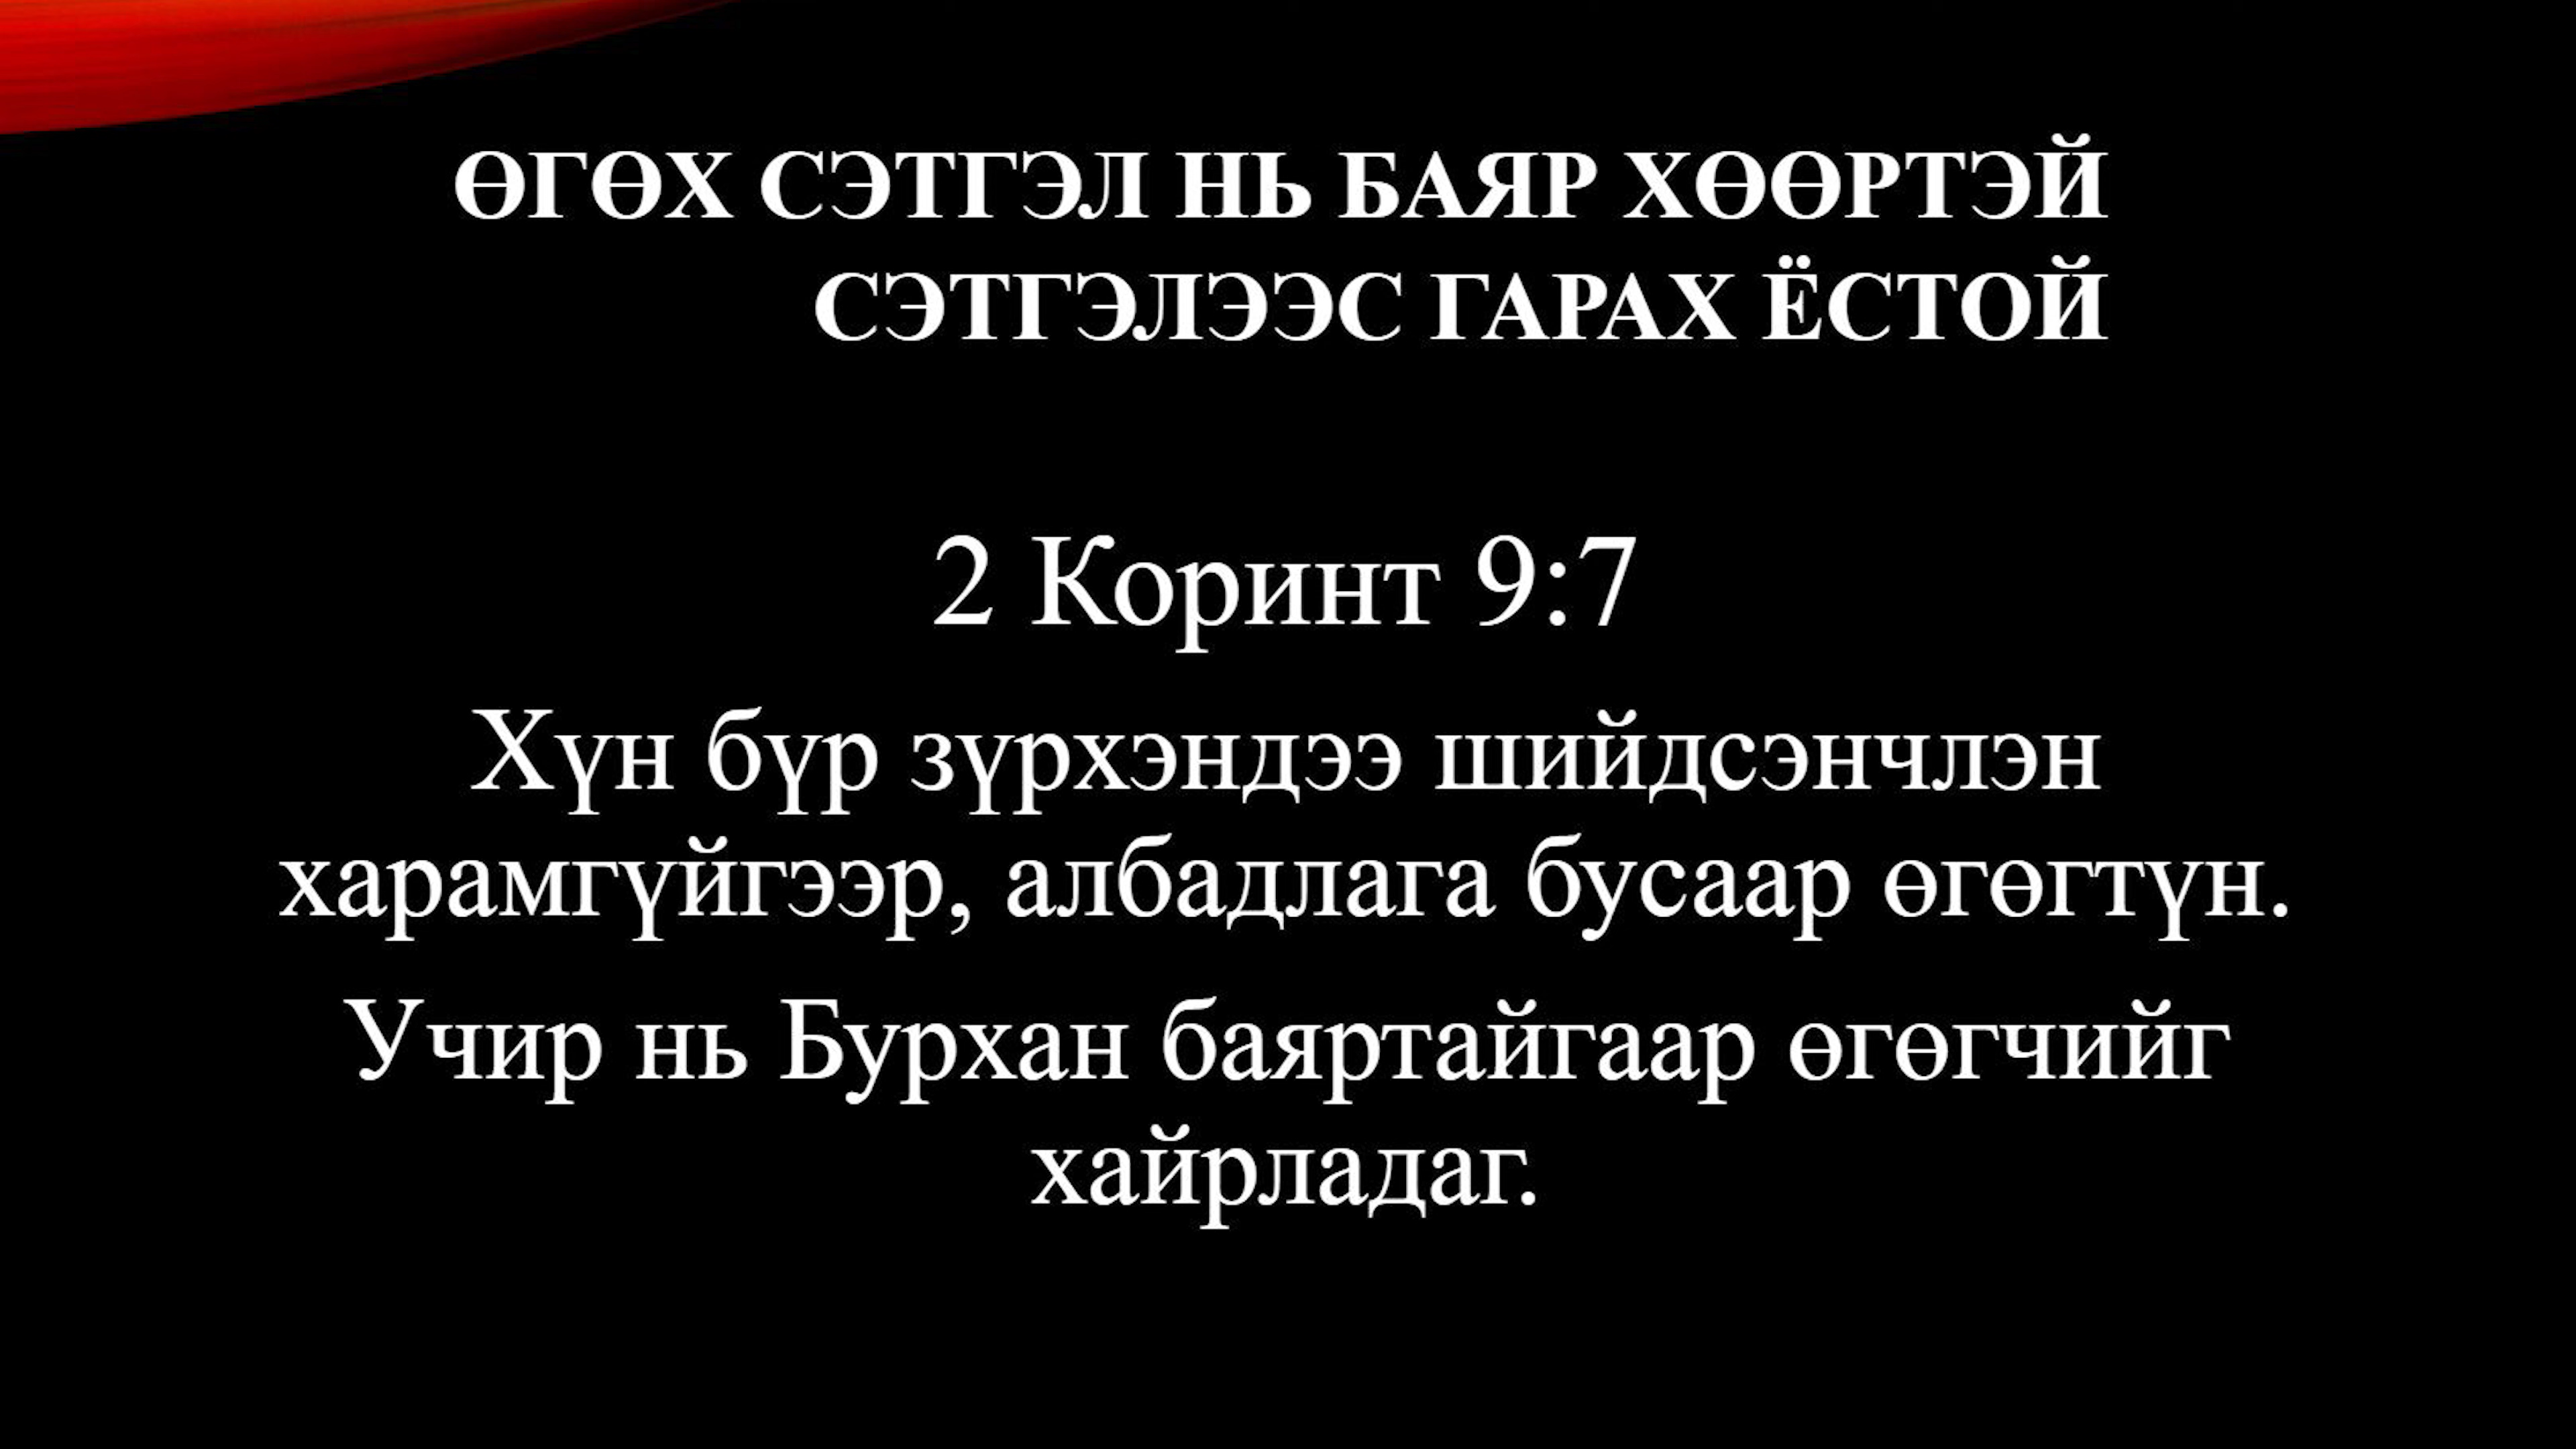 ӨГӨХ СЭТГЭЛ НЬ БАЯР ХӨӨРТЭЙ
СЭТГЭЛЭЭС ГАРАХ ЁСТОЙ
2 Коринт 9:7
Хүн бүр зүрхэндээ шийдсэнчлэн
харамгүйгээр, албадлага бусаар өгөгтүн.
Учир нь Бурхан баяртайгаар өгөгчийг
хайрладаг.